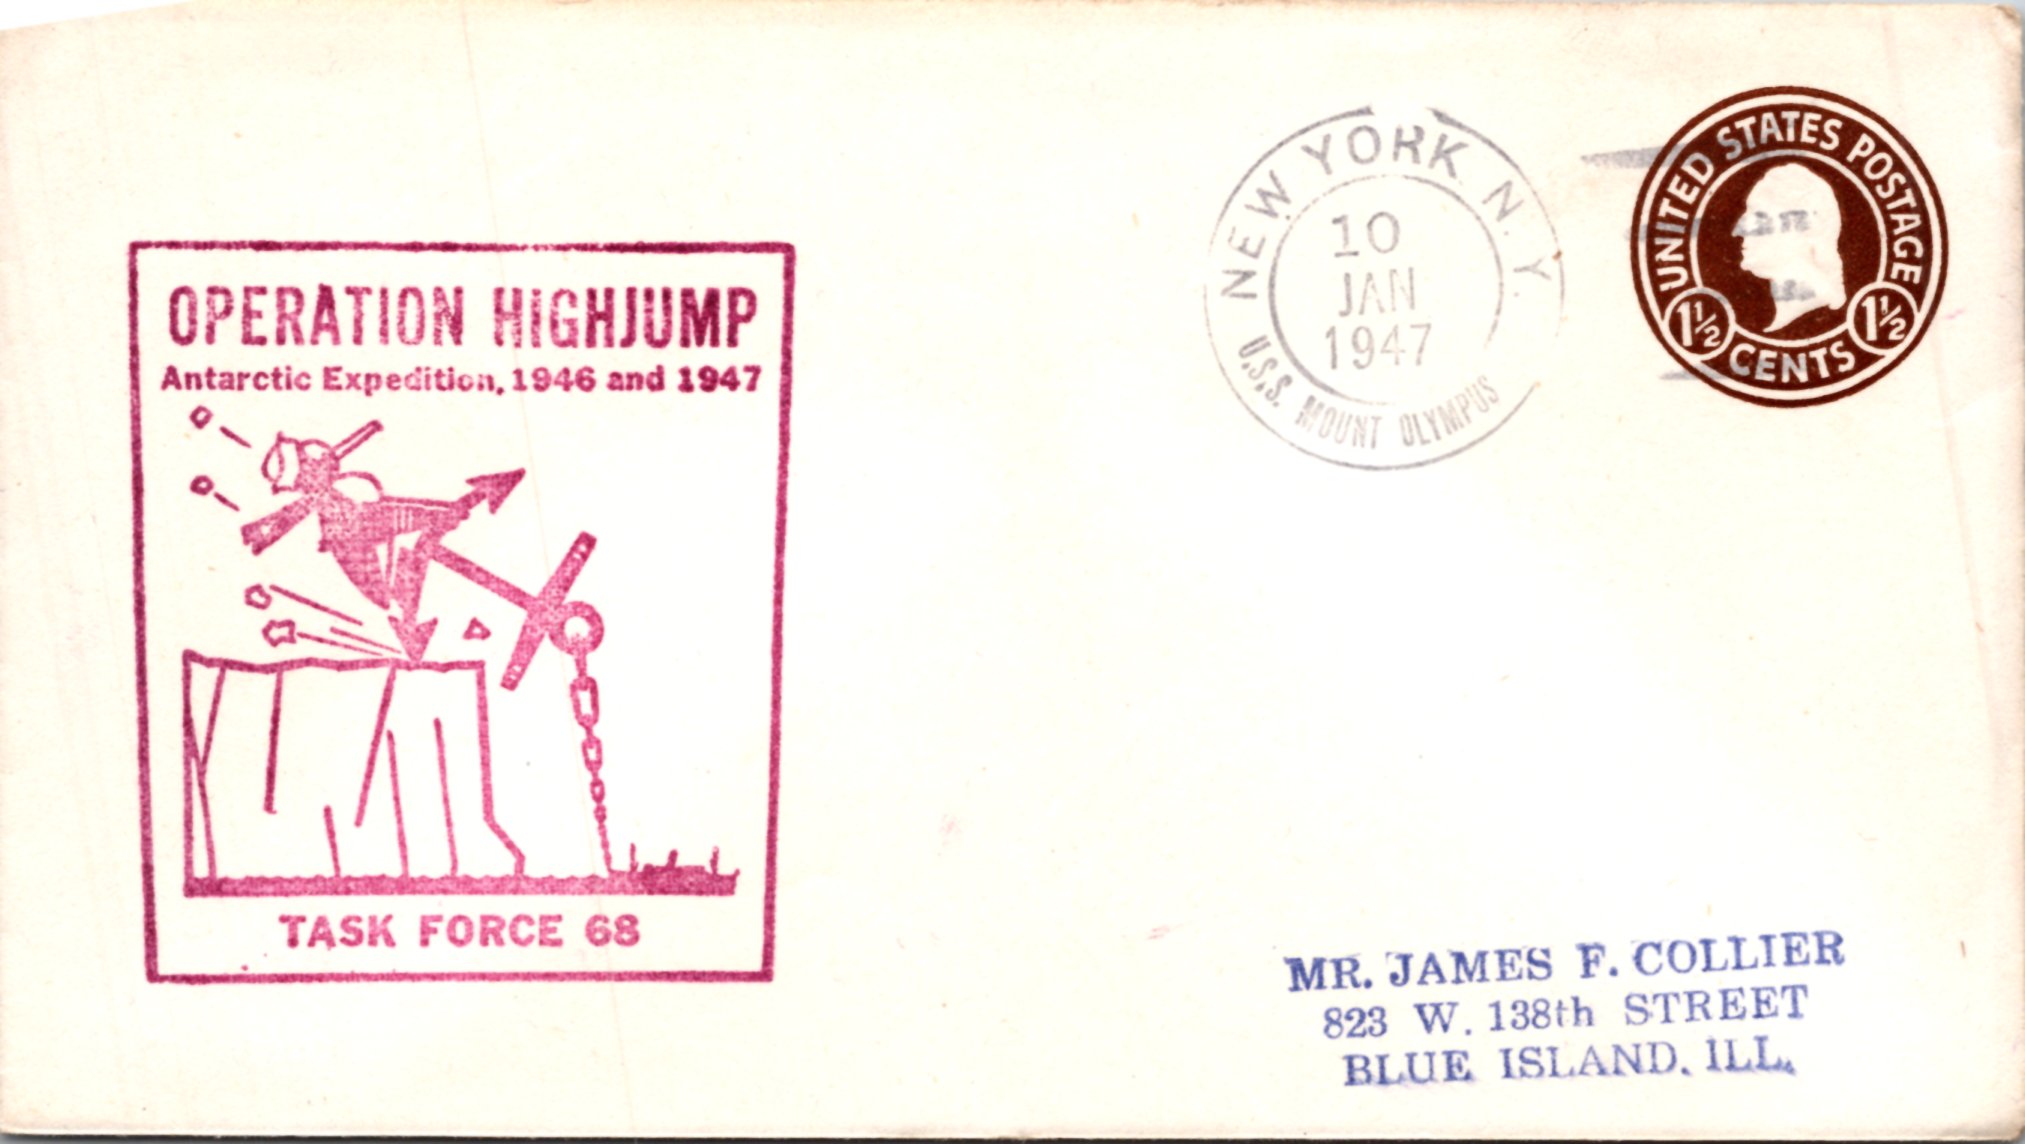 NEW YORK N.Y.
10
JAN
1947
U.S.S. MOUNT OLYMPUS
UNITED STATES POSTAGE
1½ 1½
CENTS
OPERATION HIGHJUMP
Antarctic Expedition, 1946 and 1947
TASK FORCE 68
MR. JAMES F. COLLIER
823 W. 138th STREET
BLUE ISLAND, ILL.